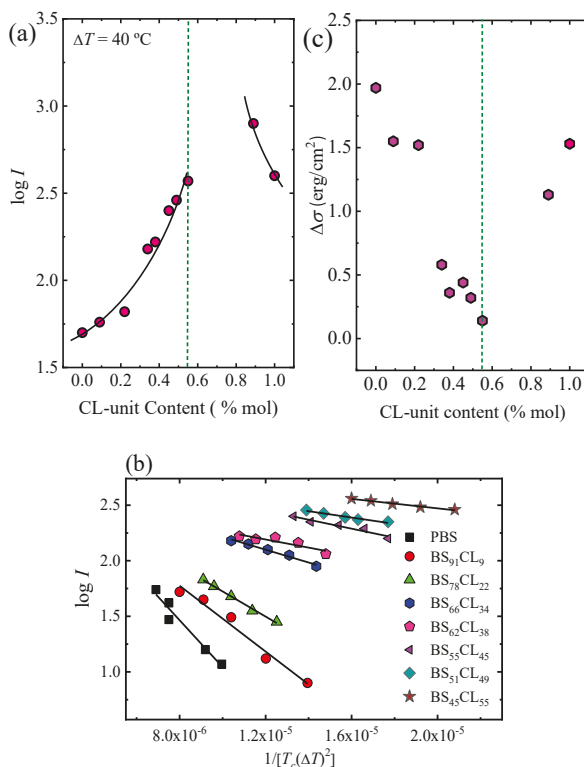 (a)
ΔT = 40 ºC
3.5
3.0
2.5
2.0
1.5
log I
0.0 0.2 0.4 0.6 0.8 1.0
CL-unit Content ( % mol)
(c)
2.5
2.0
1.5
1.0
0.5
0.0
Δσ (erg/cm²)
0.0 0.2 0.4 0.6 0.8 1.0
CL-unit content (% mol)
(b)
2.5
2.0
1.5
1.0
log I
PBS
BS₉₁CL₉
BS₇₈CL₂₂
BS₆₆CL₃₄
BS₆₂CL₃₈
BS₅₅CL₄₅
BS₅₁CL₄₉
BS₄₅CL₅₅
8.0x10⁻⁶ 1.2x10⁻⁵ 1.6x10⁻⁵ 2.0x10⁻⁵
1/[T꜀(ΔT)²]